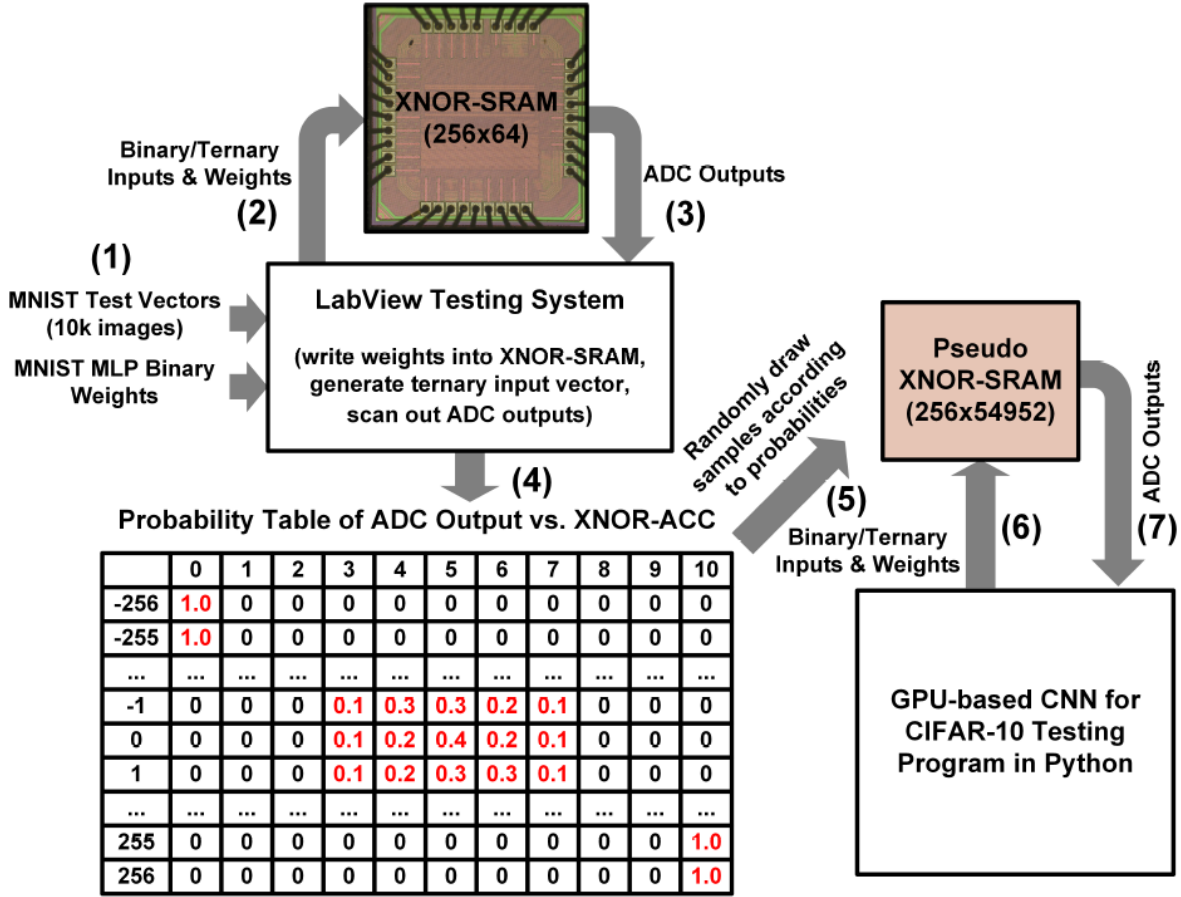 XNOR-SRAM
(256x64)
Binary/Ternary
Inputs & Weights
(2)
ADC Outputs
(3)
(1)
MNIST Test Vectors
(10k images)
MNIST MLP Binary
Weights
LabView Testing System
(write weights into XNOR-SRAM,
generate ternary input vector,
scan out ADC outputs)
(4)
Probability Table of ADC Output vs. XNOR-ACC
0 1 2 3 4 5 6 7 8 9 10
-256 1.0 0 0 0 0 0 0 0 0 0 0
-255 1.0 0 0 0 0 0 0 0 0 0 0
... ... ... ... ... ... ... ... ... ... ... ...
-1 0 0 0 0.1 0.3 0.3 0.2 0.1 0 0 0
0 0 0 0 0.1 0.2 0.4 0.2 0.1 0 0 0
1 0 0 0 0.1 0.2 0.3 0.3 0.1 0 0 0
... ... ... ... ... ... ... ... ... ... ... ...
255 0 0 0 0 0 0 0 0 0 0 1.0
256 0 0 0 0 0 0 0 0 0 0 1.0
Randomly draw
samples according
to probabilities
(5)
Pseudo
XNOR-SRAM
(256x54952)
Binary/Ternary
Inputs & Weights
(6)
ADC Outputs
(7)
GPU-based CNN for
CIFAR-10 Testing
Program in Python